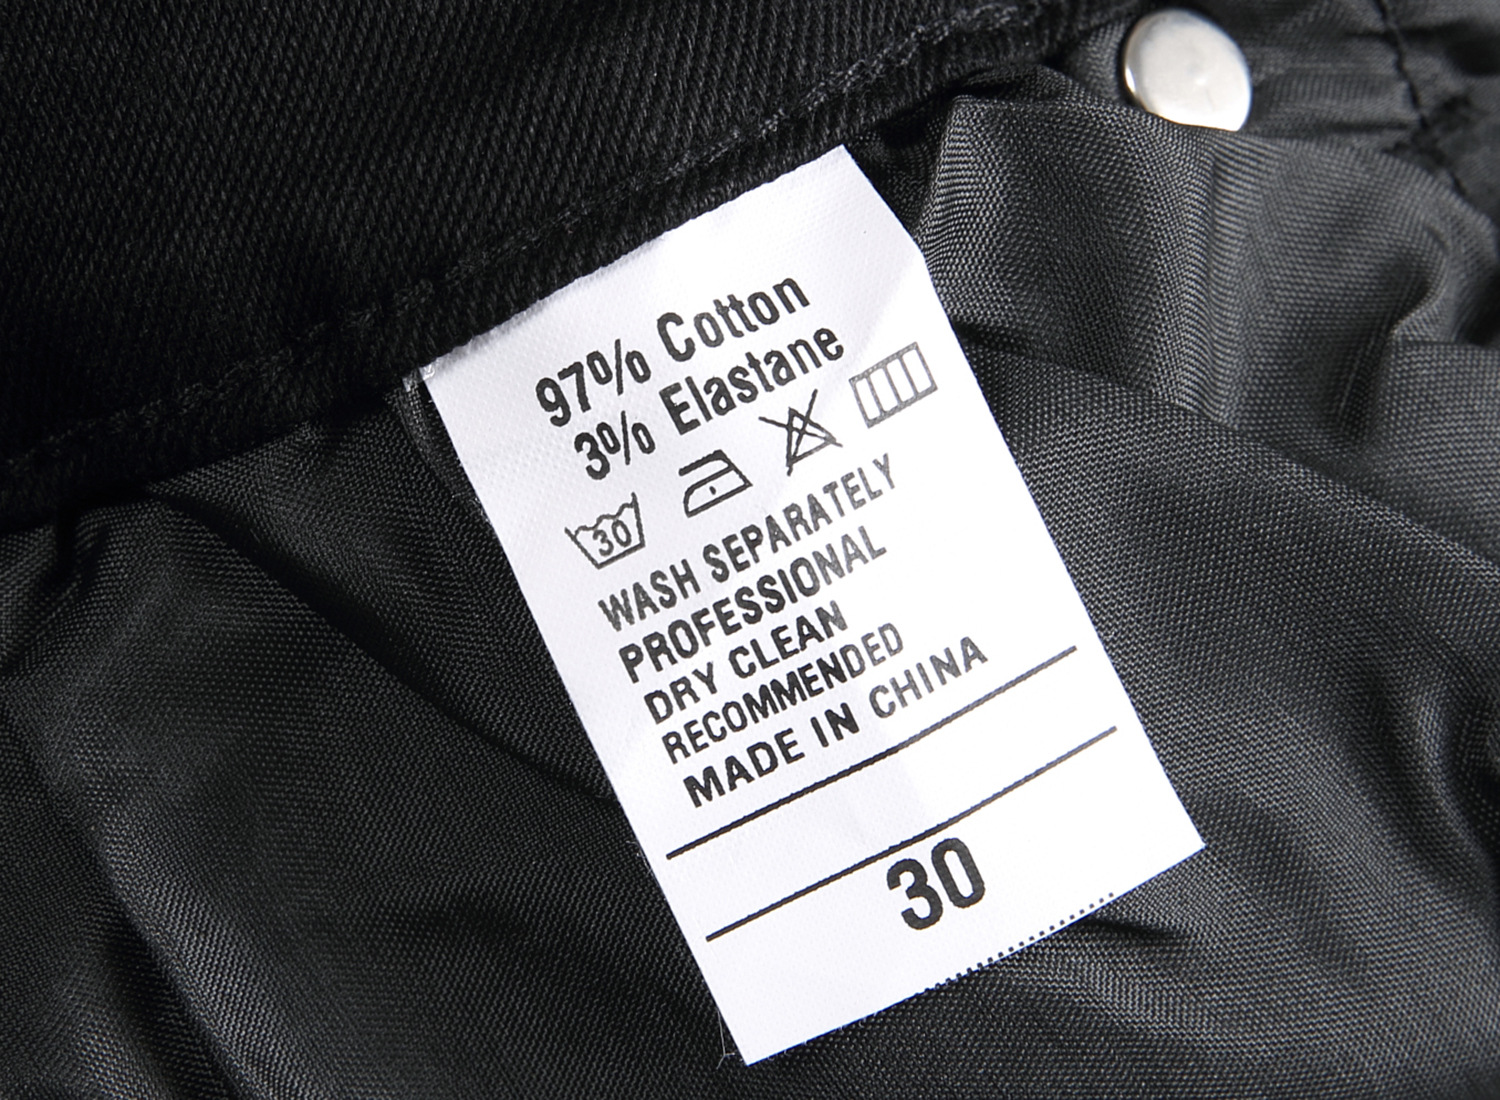 97% Cotton
3% Elastane
30
WASH SEPARATELY
PROFESSIONAL
DRY CLEAN
RECOMMENDED
MADE IN CHINA
30